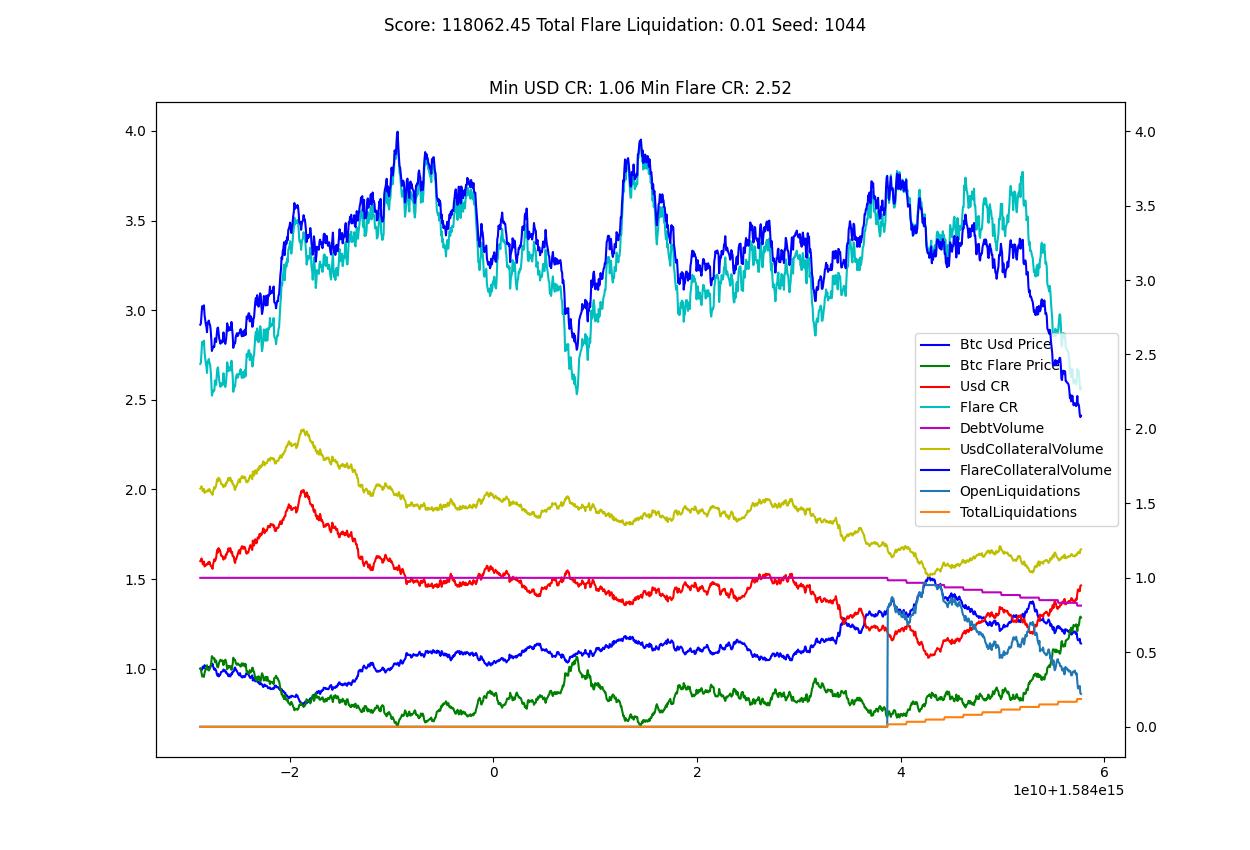 Score: 118062.45 Total Flare Liquidation: 0.01 Seed: 1044
Min USD CR: 1.06 Min Flare CR: 2.52
4.0
3.5
3.0
2.5
2.0
1.5
1.0
4.0
3.5
3.0
2.5
2.0
1.5
1.0
0.5
0.0
Btc Usd Price
Btc Flare Price
Usd CR
Flare CR
DebtVolume
UsdCollateralVolume
FlareCollateralVolume
OpenLiquidations
TotalLiquidations
−2 0 2 4 6
1e10+1.584e15